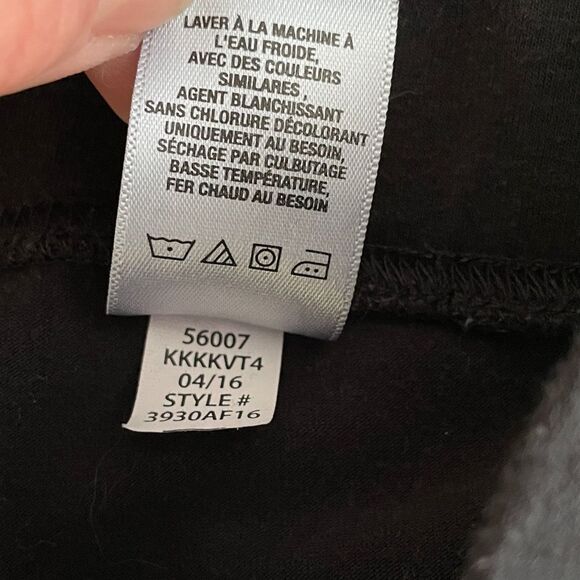 LAVER À LA MACHINE À
L'EAU FROIDE,
AVEC DES COULEURS
SIMILAIRES,
AGENT BLANCHISSANT
SANS CHLORURE DÉCOLORANT
UNIQUEMENT AU BESOIN,
SÉCHAGE PAR CULBUTAGE
BASSE TEMPÉRATURE,
FER CHAUD AU BESOIN
56007
KKKKVT4
04/16
STYLE #
3930AF16